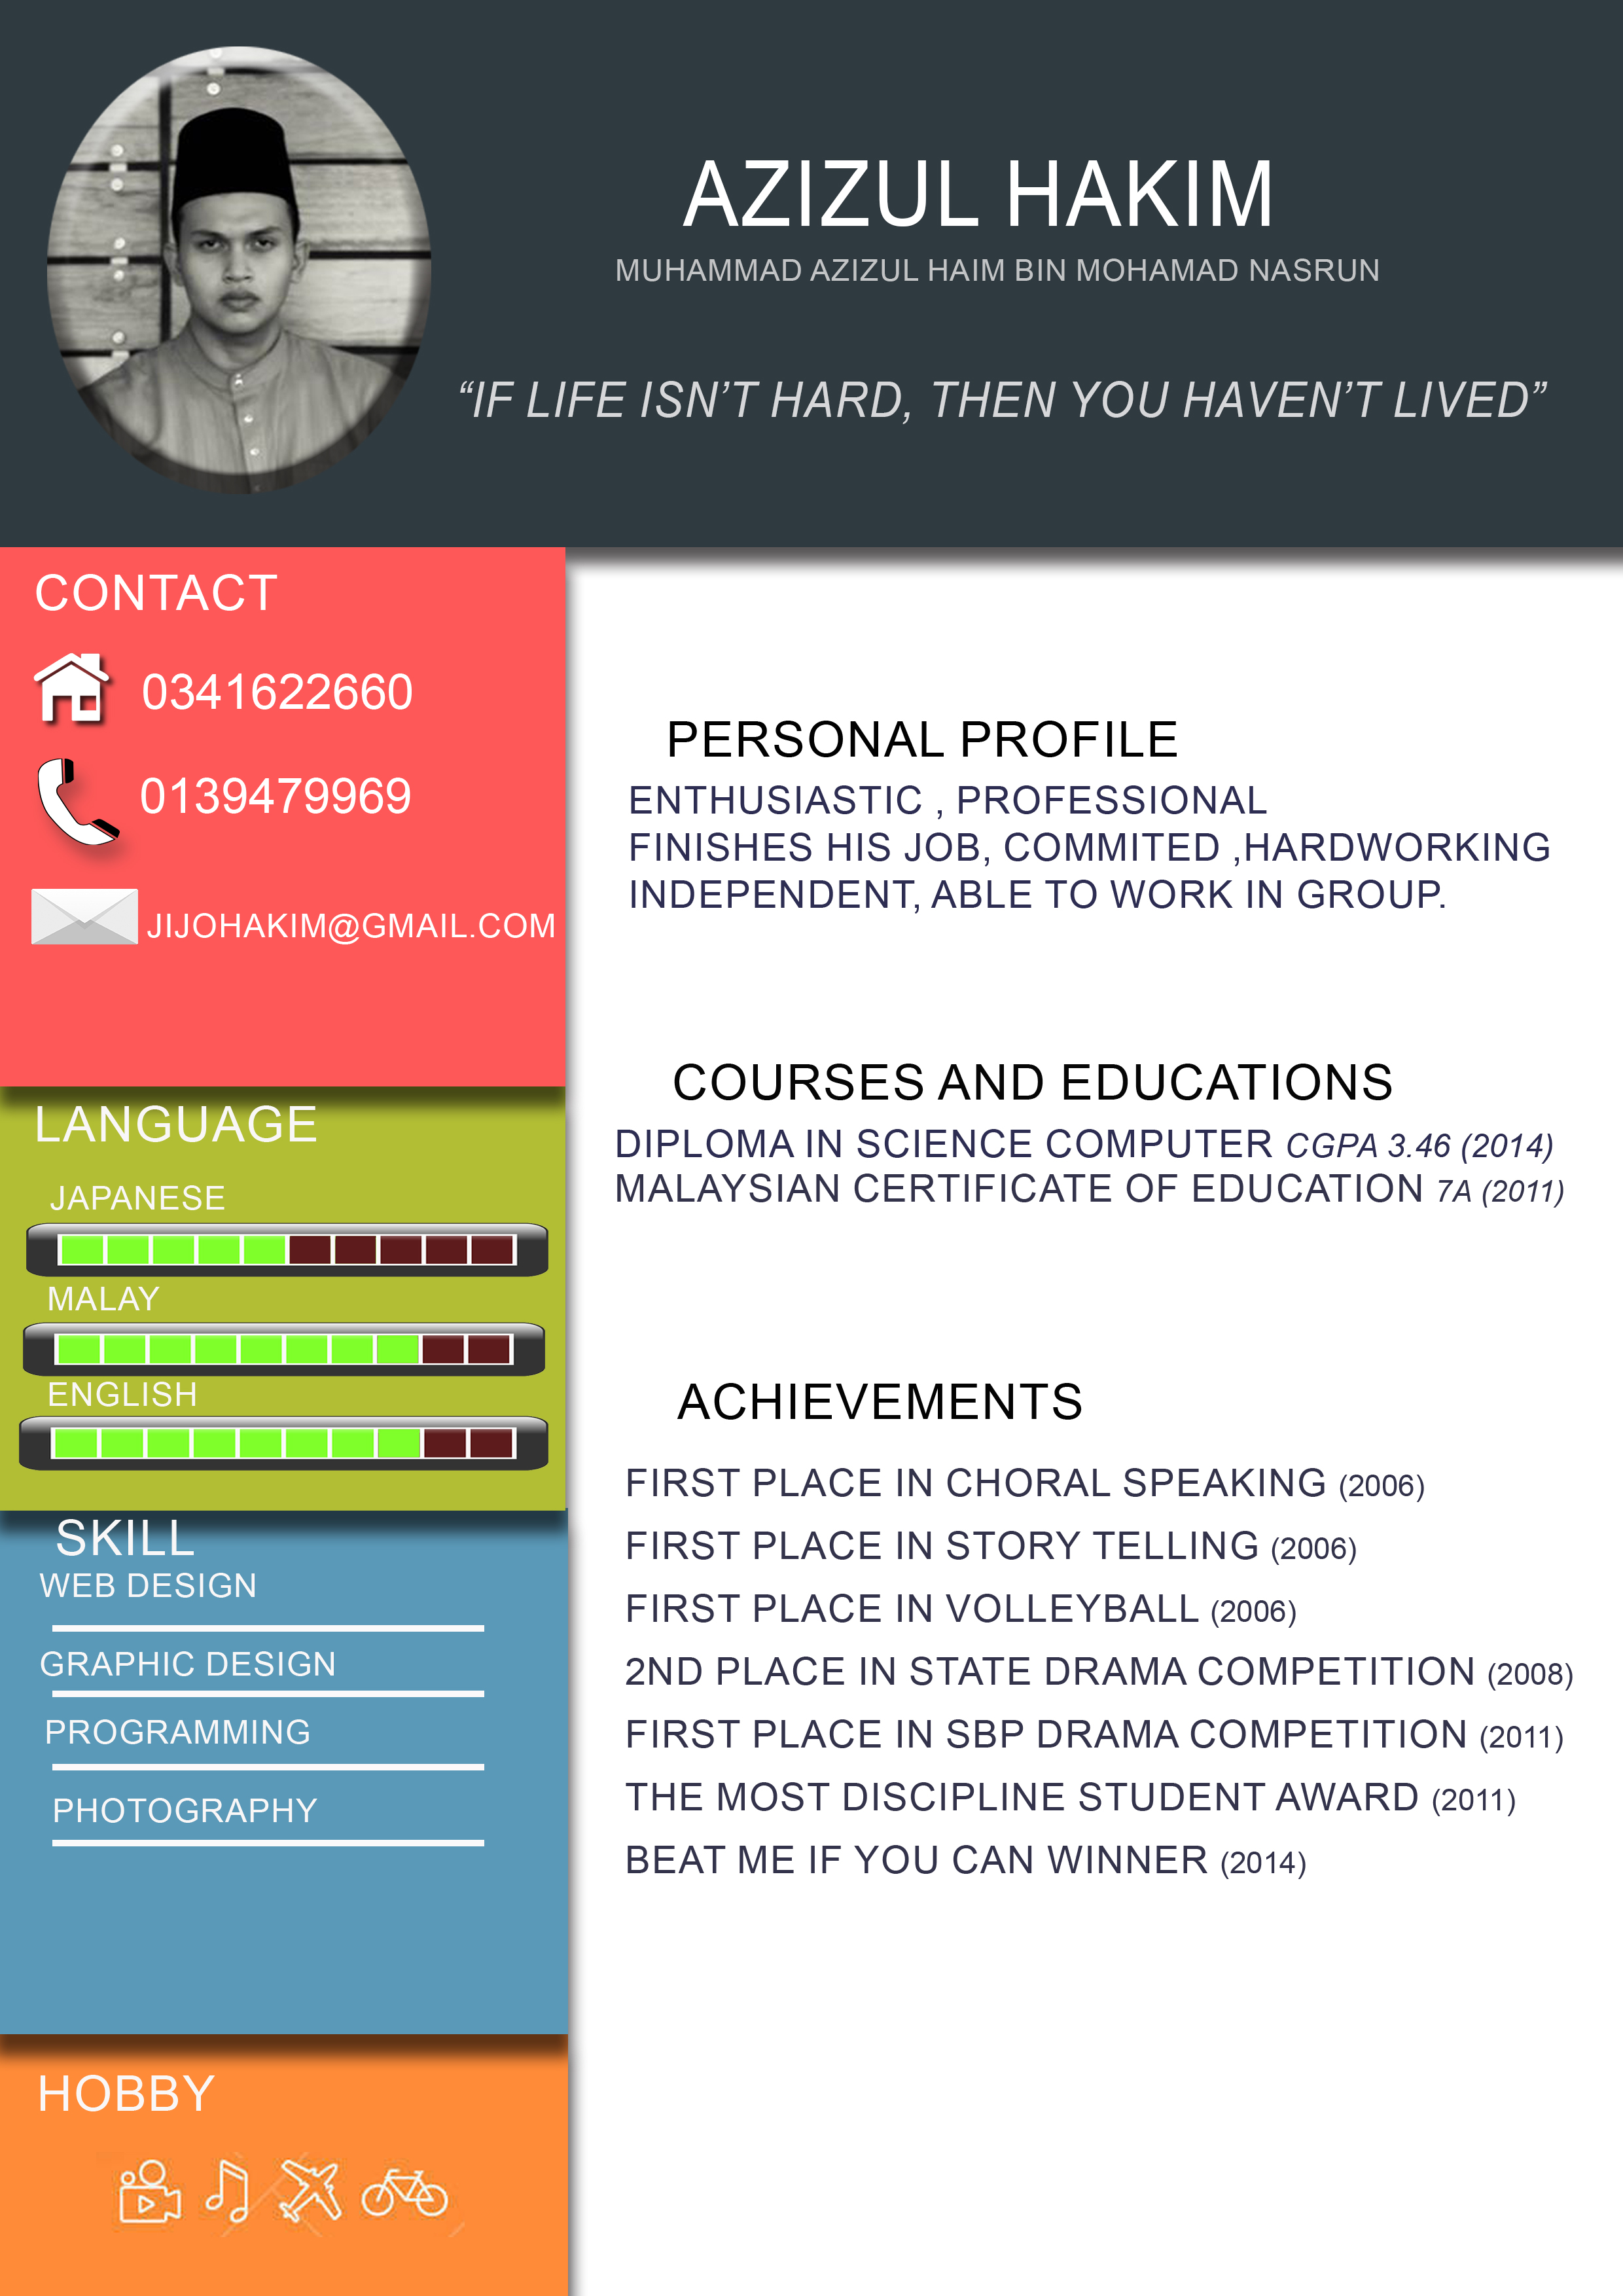 AZIZUL HAKIM
MUHAMMAD AZIZUL HAIM BIN MOHAMAD NASRUN
“IF LIFE ISN’T HARD, THEN YOU HAVEN’T LIVED”
CONTACT
0341622660
0139479969
JIJOHAKIM@GMAIL.COM
LANGUAGE
JAPANESE
MALAY
ENGLISH
SKILL
WEB DESIGN
GRAPHIC DESIGN
PROGRAMMING
PHOTOGRAPHY
HOBBY
PERSONAL PROFILE
ENTHUSIASTIC , PROFESSIONAL
FINISHES HIS JOB, COMMITED ,HARDWORKING
INDEPENDENT, ABLE TO WORK IN GROUP.
COURSES AND EDUCATIONS
DIPLOMA IN SCIENCE COMPUTER CGPA 3.46 (2014)
MALAYSIAN CERTIFICATE OF EDUCATION 7A (2011)
ACHIEVEMENTS
FIRST PLACE IN CHORAL SPEAKING (2006)
FIRST PLACE IN STORY TELLING (2006)
FIRST PLACE IN VOLLEYBALL (2006)
2ND PLACE IN STATE DRAMA COMPETITION (2008)
FIRST PLACE IN SBP DRAMA COMPETITION (2011)
THE MOST DISCIPLINE STUDENT AWARD (2011)
BEAT ME IF YOU CAN WINNER (2014)